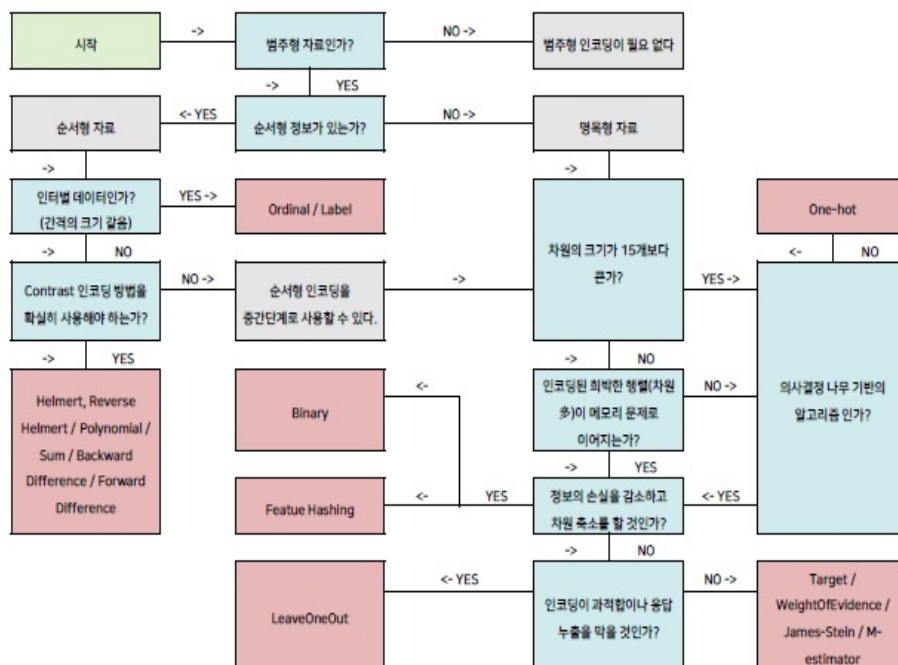 시작
->
범주형 자료인가?
NO ->
범주형 인코딩이 필요 없다
->
YES
순서형 자료
<- YES
순서형 정보가 있는가?
NO ->
명목형 자료
->
->
인터벌 데이터인가?
(간격의 크기 같음)
YES ->
Ordinal / Label
차원의 크기가 15개보다
큰가?
One-hot
->
NO
<-
NO
Contrast 인코딩 방법을
확실히 사용해야 하는가?
NO ->
순서형 인코딩을
중간단계로 사용할 수 있다.
->
YES ->
의사결정 나무 기반의
알고리즘 인가?
->
YES
->
NO
Helmert, Reverse
Helmert / Polynomial /
Sum / Backward
Difference / Forward
Difference
Binary
<-
인코딩된 희박한 행렬(차원
多)이 메모리 문제로
이어지는가?
NO ->
->
YES
Featue Hashing
<-
YES
정보의 손실을 감소하고
차원 축소를 할 것인가?
<- YES
->
NO
LeaveOneOut
<- YES
인코딩이 과적합이나 응답
누출을 막을 것인가?
NO ->
Target /
WeightOfEvidence /
James-Stein / M-
estimator